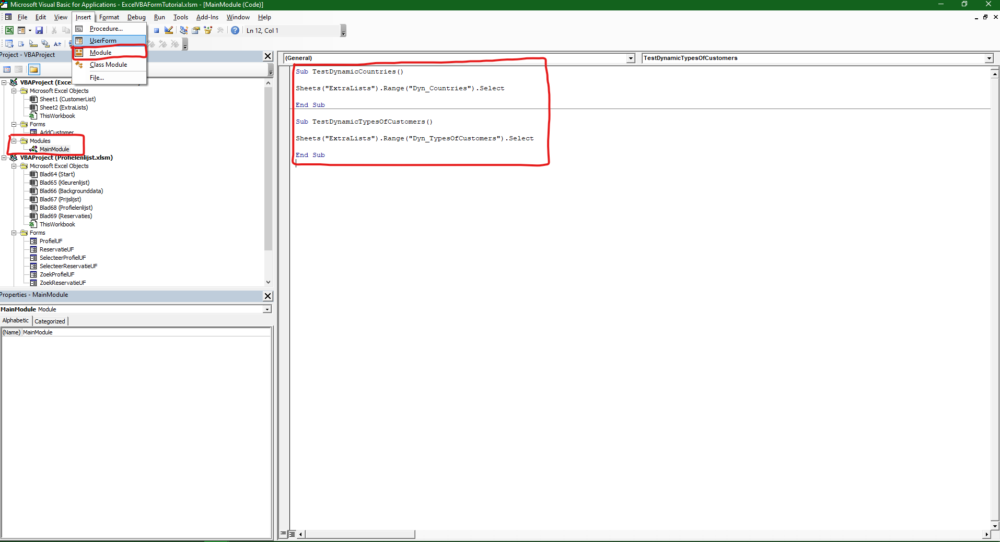 Microsoft Visual Basic for Applications - ExcelVBAFormTutorial.xlsm - [MainModule (Code)]
File Edit View Insert Format Debug Run Tools Add-Ins Window Help
Ln 12, Col 1
Procedure...
UserForm
Module
Class Module
File...
Project - VBAProject
VBAProject (Excel
Microsoft Excel Objects
Sheet1 (CustomerList)
Sheet2 (ExtraLists)
ThisWorkbook
Forms
AddCustomer
Modules
MainModule
VBAProject (Profielenlijst.xlsm)
Microsoft Excel Objects
Blad64 (Start)
Blad65 (Kleurenlijst)
Blad66 (Backgrounddata)
Blad67 (Prijslijst)
Blad68 (Profielenlijst)
Blad69 (Reservaties)
ThisWorkbook
Forms
ProfielUF
ReservatieUF
SelecteerProfielUF
SelecteerReservatieUF
ZoekProfielUF
ZoekReservatieUF
Properties - MainModule
MainModule Module
Alphabetic Categorized
(Name) MainModule
(General) TestDynamicTypesOfCustomers
Sub TestDynamicCountries()
Sheets("ExtraLists").Range("Dyn_Countries").Select
End Sub
Sub TestDynamicTypesOfCustomers()
Sheets("ExtraLists").Range("Dyn_TypesOfCustomers").Select
End Sub